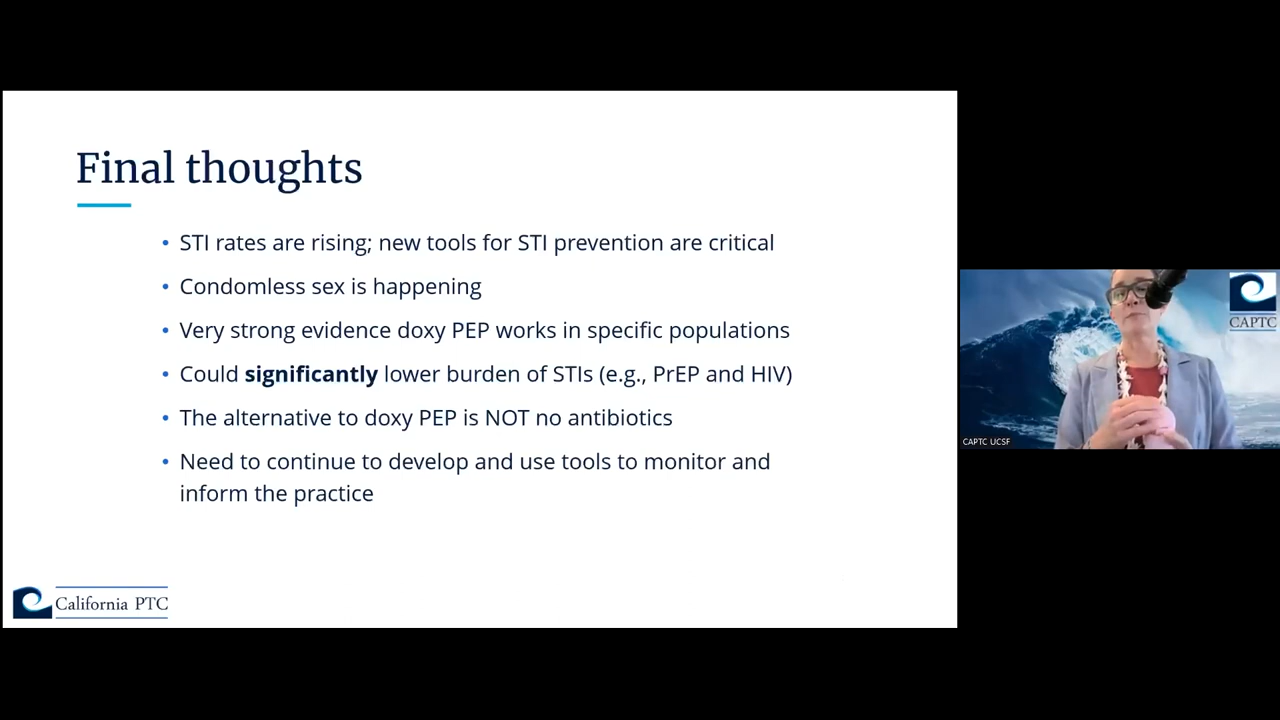 Final thoughts
• STI rates are rising; new tools for STI prevention are critical
• Condomless sex is happening
• Very strong evidence doxy PEP works in specific populations
• Could significantly lower burden of STIs (e.g., PrEP and HIV)
• The alternative to doxy PEP is NOT no antibiotics
• Need to continue to develop and use tools to monitor and
inform the practice
California PTC
CAPTC
CAPTC UCSF